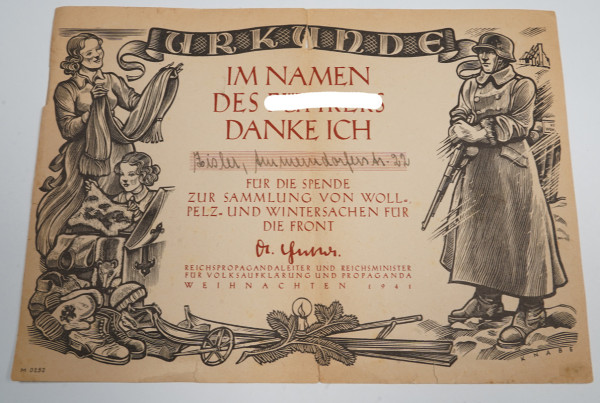 URKUNDE
IM NAMEN
DES
DANKE ICH
22
FÜR DIE SPENDE
ZUR SAMMLUNG VON WOLL-
PELZ- UND WINTERSACHEN FÜR
DIE FRONT
Dr.
REICHSPROPAGANDALEITER UND REICHSMINISTER
FÜR VOLKSAUFKLÄRUNG UND PROPAGANDA
WEIHNACHTEN 1941
KNABE